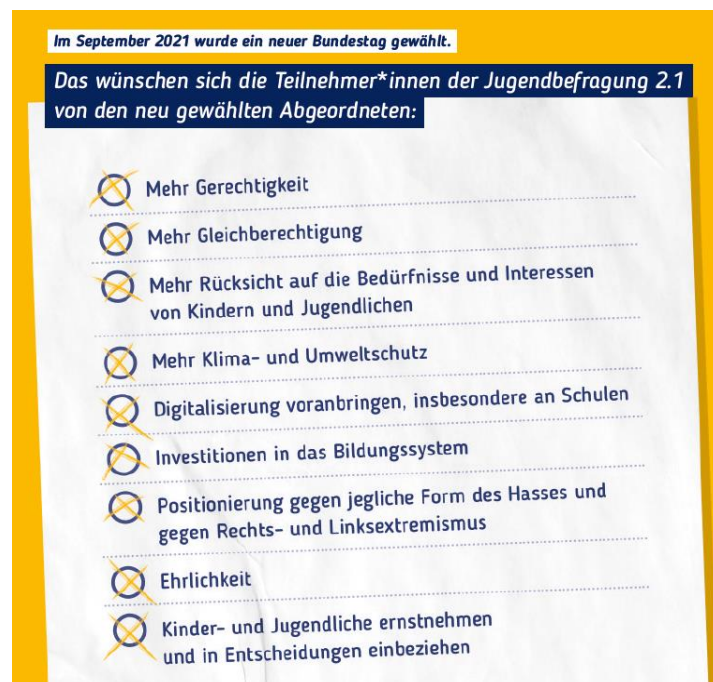 Im September 2021 wurde ein neuer Bundestag gewählt.
Das wünschen sich die Teilnehmer*innen der Jugendbefragung 2.1
von den neu gewählten Abgeordneten:
Mehr Gerechtigkeit
Mehr Gleichberechtigung
Mehr Rücksicht auf die Bedürfnisse und Interessen
von Kindern und Jugendlichen
Mehr Klima- und Umweltschutz
Digitalisierung voranbringen, insbesondere an Schulen
Investitionen in das Bildungssystem
Positionierung gegen jegliche Form des Hasses und
gegen Rechts- und Linksextremismus
Ehrlichkeit
Kinder- und Jugendliche ernstnehmen
und in Entscheidungen einbeziehen